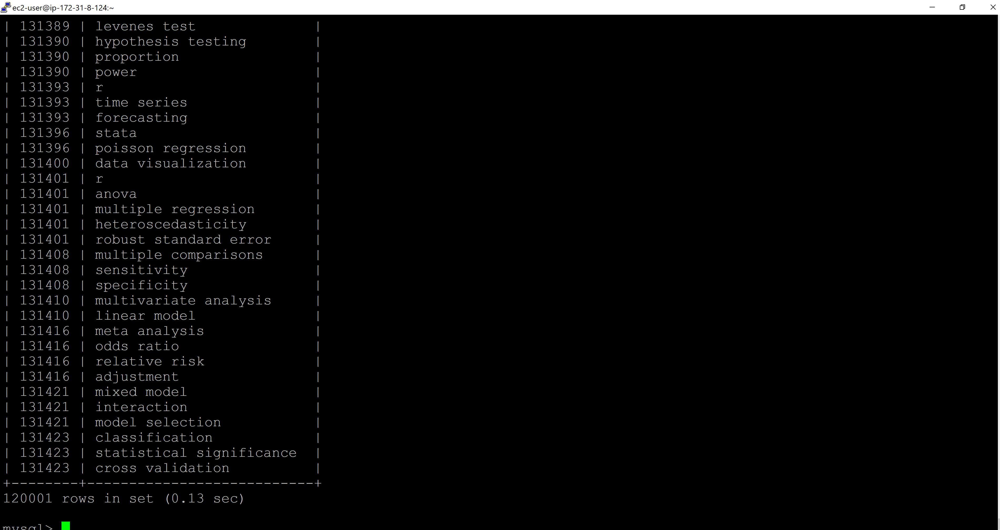 ec2-user@ip-172-31-8-124:~
| 131389 | levenes test              |
| 131390 | hypothesis testing        |
| 131390 | proportion                |
| 131390 | power                     |
| 131393 | r                         |
| 131393 | time series               |
| 131393 | forecasting               |
| 131396 | stata                     |
| 131396 | poisson regression        |
| 131400 | data visualization        |
| 131401 | r                         |
| 131401 | anova                     |
| 131401 | multiple regression       |
| 131401 | heteroscedasticity        |
| 131401 | robust standard error     |
| 131408 | multiple comparisons      |
| 131408 | sensitivity               |
| 131408 | specificity               |
| 131410 | multivariate analysis     |
| 131410 | linear model              |
| 131416 | meta analysis             |
| 131416 | odds ratio                |
| 131416 | relative risk             |
| 131416 | adjustment                |
| 131421 | mixed model               |
| 131421 | interaction               |
| 131421 | model selection           |
| 131423 | classification            |
| 131423 | statistical significance  |
| 131423 | cross validation          |
+--------+---------------------------+
120001 rows in set (0.13 sec)
mysql>